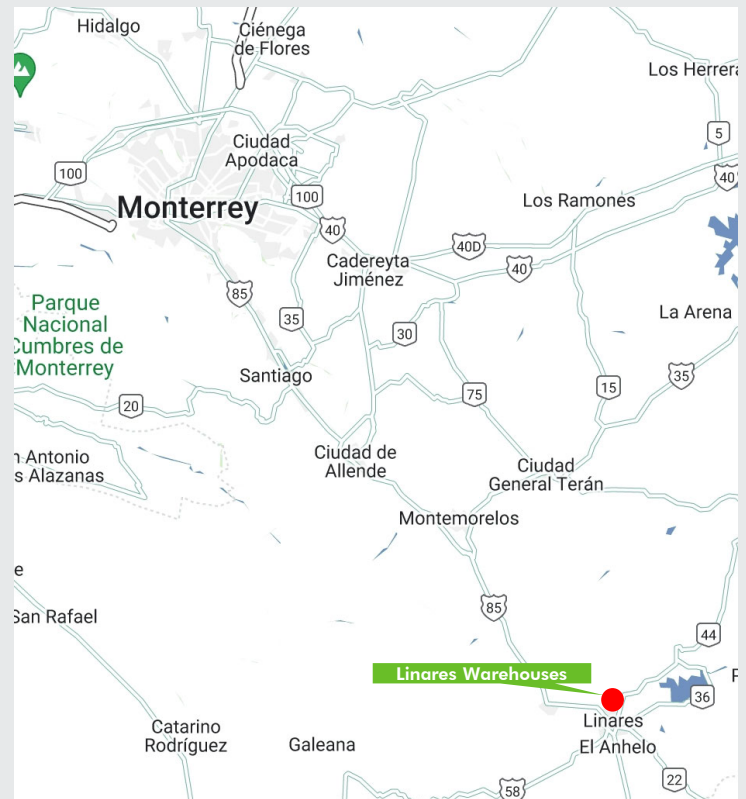 Hidalgo
Ciénega
de Flores
Los Herrera
5
Ciudad
Apodaca
40
100
100
Monterrey
Los Ramones
40
40D
Cadereyta
Jiménez
40
85
Parque
Nacional
Cumbres de
Monterrey
La Arena
35
30
Santiago
35
15
75
20
Ciudad de
Allende
n Antonio
s Alazanas
Ciudad
General Terán
Montemorelos
e
San Rafael
85
44
Linares Warehouses
36
Linares
Catarino
Rodríguez
Galeana
El Anhelo
22
58